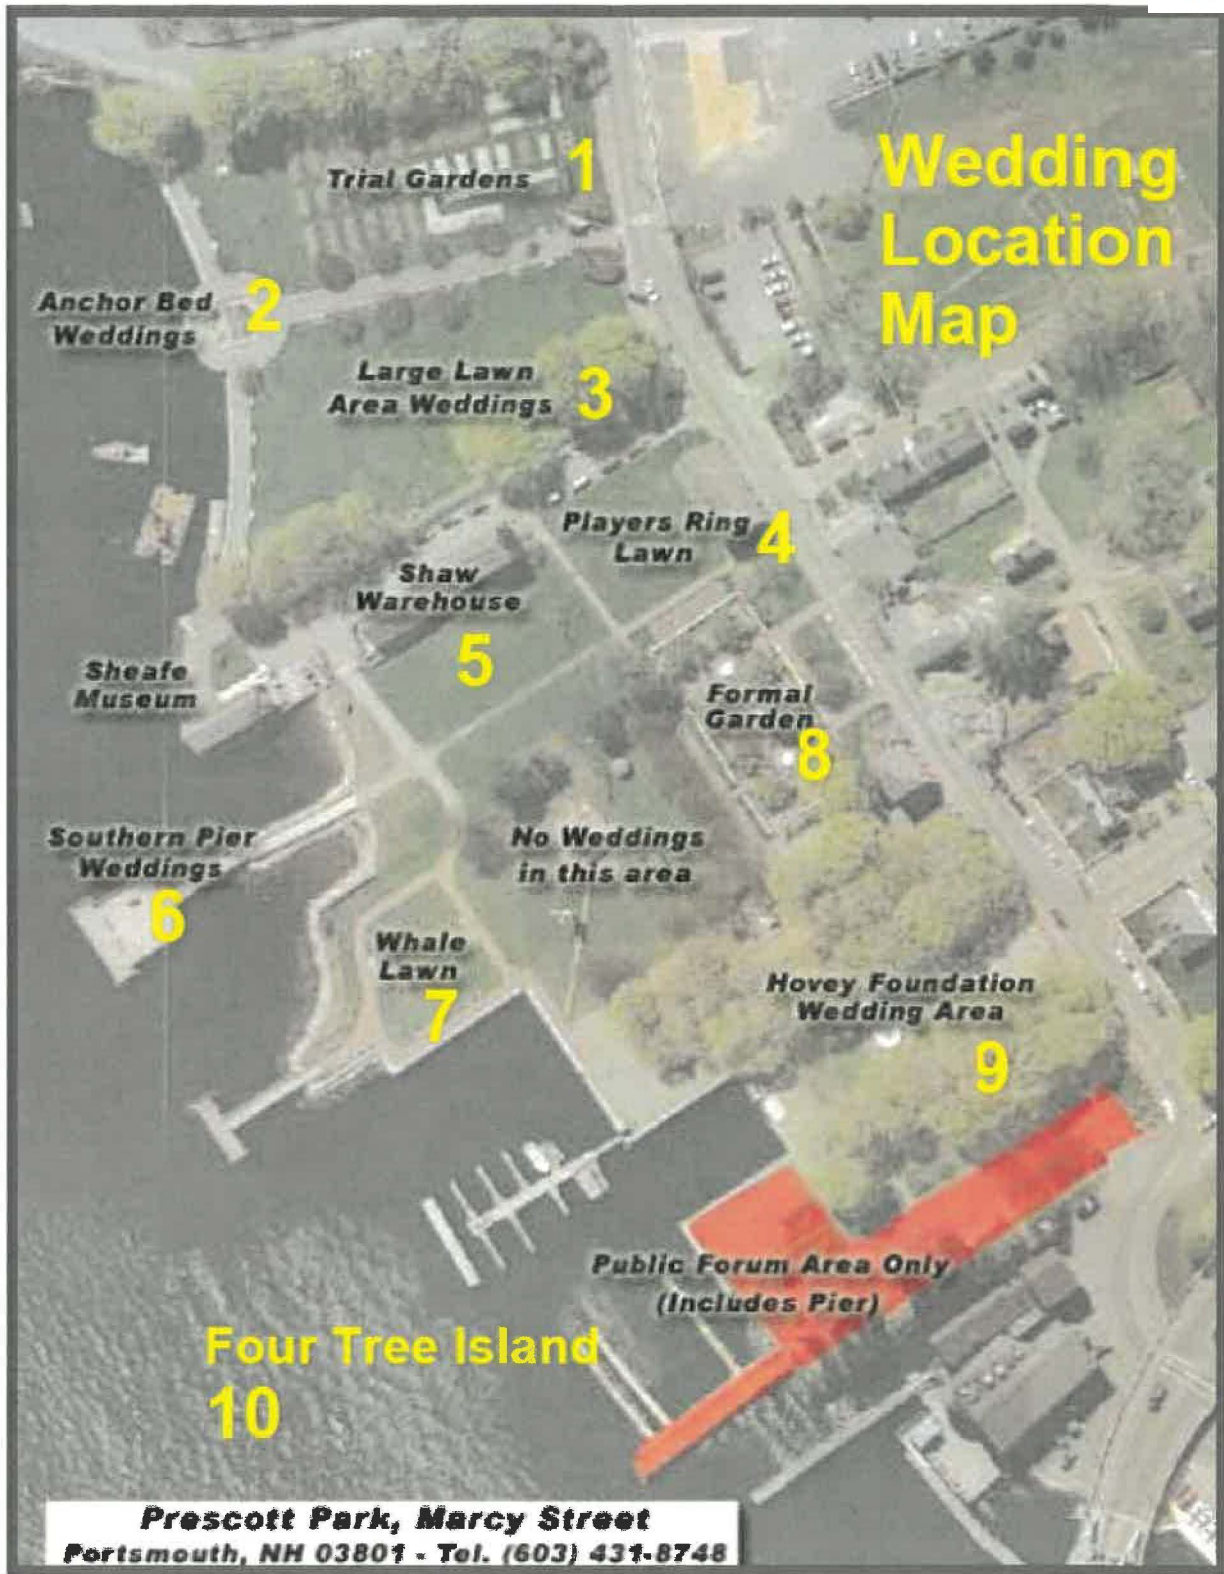 Wedding
Location
Map
1
Trial Gardens
2
Anchor Bed
Weddings
Large Lawn
Area Weddings
3
Players Ring
Lawn
4
Shaw
Warehouse
5
Sheafe
Museum
Formal
Garden
8
Southern Pier
Weddings
6
No Weddings
in this area
Whale
Lawn
7
Hovey Foundation
Wedding Area
9
Public Forum Area Only
(Includes Pier)
Four Tree Island
10
Prescott Park, Marcy Street
Portsmouth, NH 03801 - Tel. (603) 431-8748